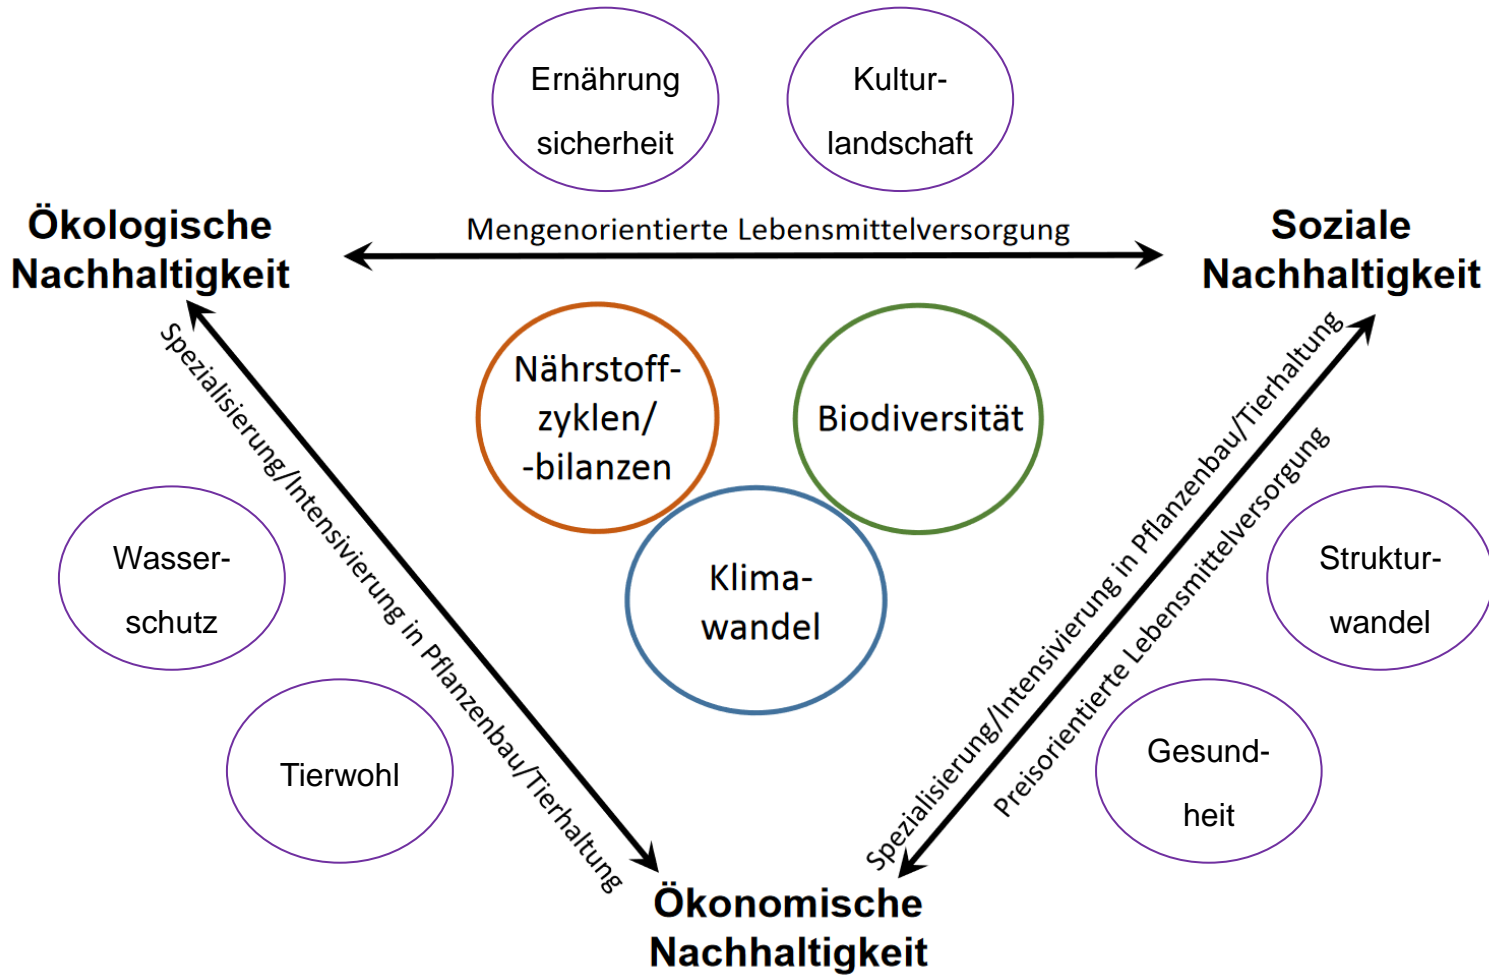 Ernährung
sicherheit
Kultur-
landschaft
Ökologische
Nachhaltigkeit
Mengenorientierte Lebensmittelversorgung
Soziale
Nachhaltigkeit
Spezialisierung/Intensivierung in Pflanzenbau/Tierhaltung
Nährstoff-
zyklen/
-bilanzen
Biodiversität
Klima-
wandel
Spezialisierung/Intensivierung in Pflanzenbau/Tierhaltung
Preisorientierte Lebensmittelversorgung
Wasser-
schutz
Tierwohl
Struktur-
wandel
Gesund-
heit
Ökonomische
Nachhaltigkeit